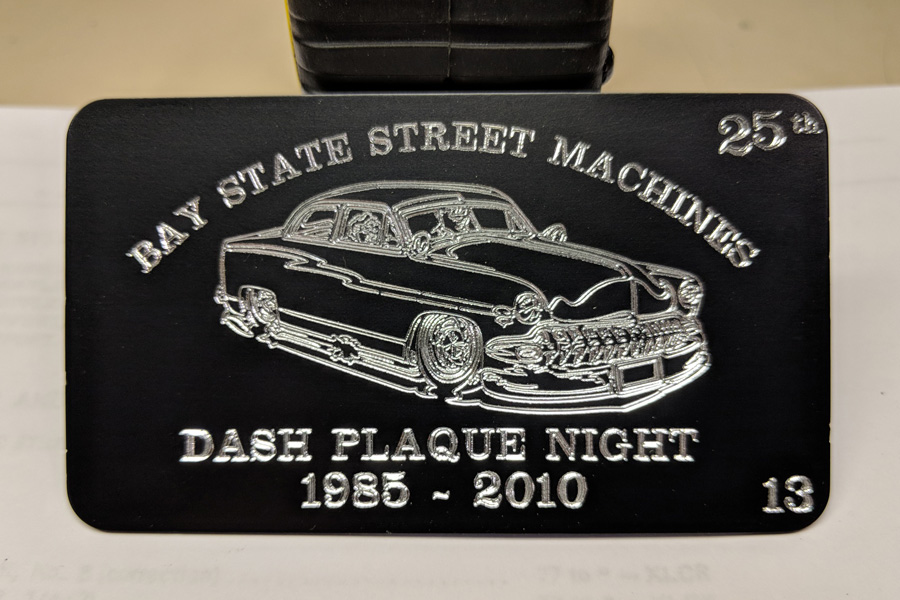 25th
BAY STATE STREET MACHINES
DASH PLAQUE NIGHT
1985 - 2010
13